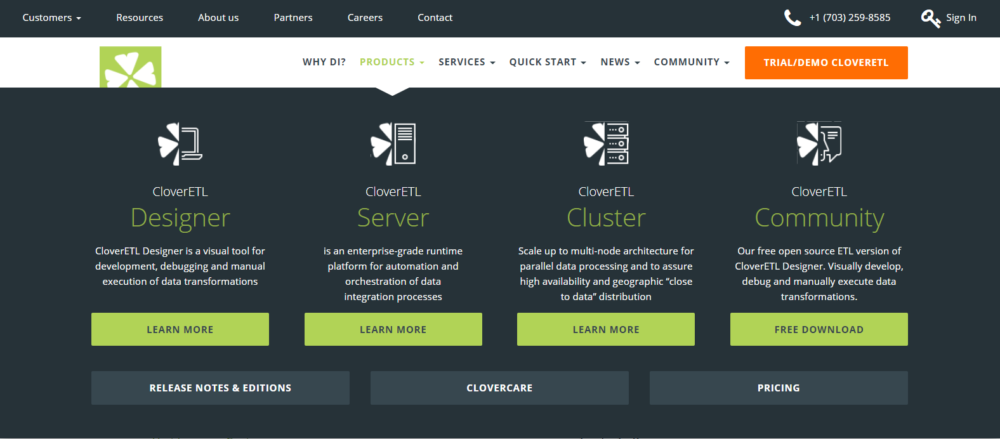 Customers
Resources
About us
Partners
Careers
Contact
+1 (703) 259-8585
Sign In
WHY DI?
PRODUCTS
SERVICES
QUICK START
NEWS
COMMUNITY
TRIAL/DEMO CLOVERETL
CloverETL
Designer
CloverETL Designer is a visual tool for
development, debugging and manual
execution of data transformations
LEARN MORE
CloverETL
Server
is an enterprise-grade runtime
platform for automation and
orchestration of data
integration processes
LEARN MORE
CloverETL
Cluster
Scale up to multi-node architecture for
parallel data processing and to assure
high availability and geographic “close
to data” distribution
LEARN MORE
CloverETL
Community
Our free open source ETL version of
CloverETL Designer. Visually develop,
debug and manually execute data
transformations.
FREE DOWNLOAD
RELEASE NOTES & EDITIONS
CLOVERCARE
PRICING